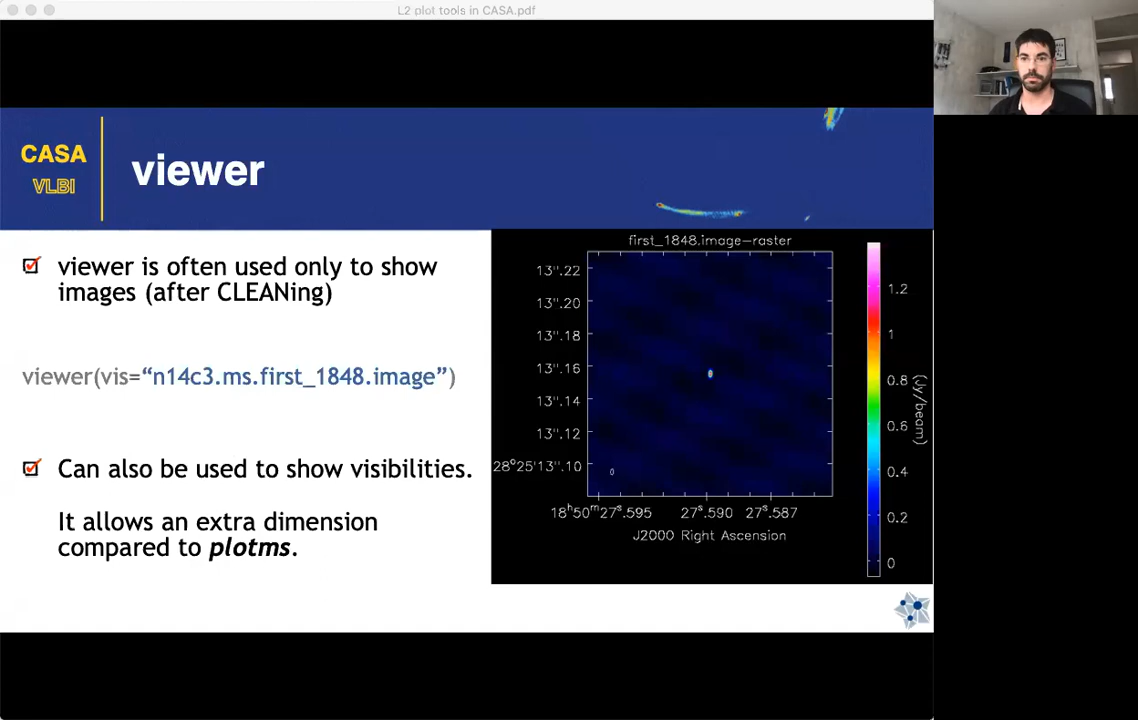 L2 plot tools in CASA.pdf
CASA
VLBI
viewer
viewer is often used only to show
images (after CLEANing)
viewer(vis=“n14c3.ms.first_1848.image”)
Can also be used to show visibilities.
It allows an extra dimension
compared to plotms.
first_1848.image-raster
13".22
13".20
13".18
13".16
13".14
13".12
28°25'13".10
18ʰ50ᵐ27ˢ.595 27ˢ.590 27ˢ.587
J2000 Right Ascension
1.2
1
0.8
0.6
0.4
0.2
0
(Jy/beam)